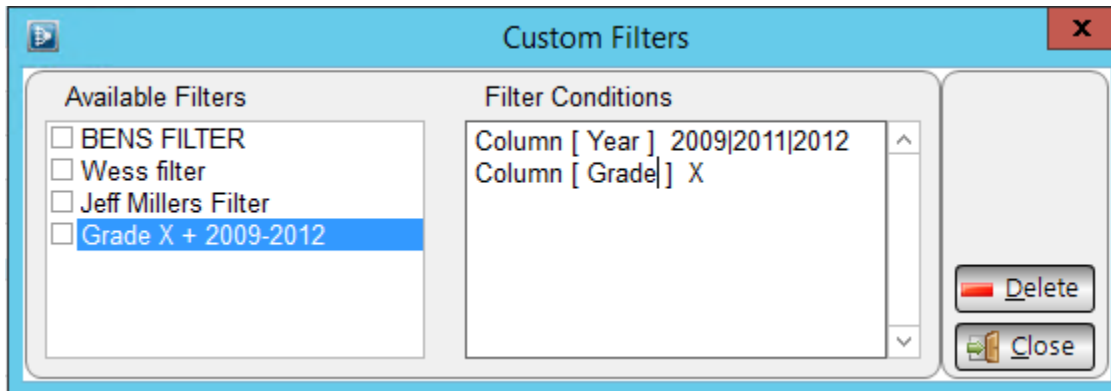 Custom Filters
x
Available Filters
BENS FILTER
Wess filter
Jeff Millers Filter
Grade X + 2009-2012
Filter Conditions
Column [ Year ]  2009|2011|2012
Column [ Grade ]  X
Delete
Close